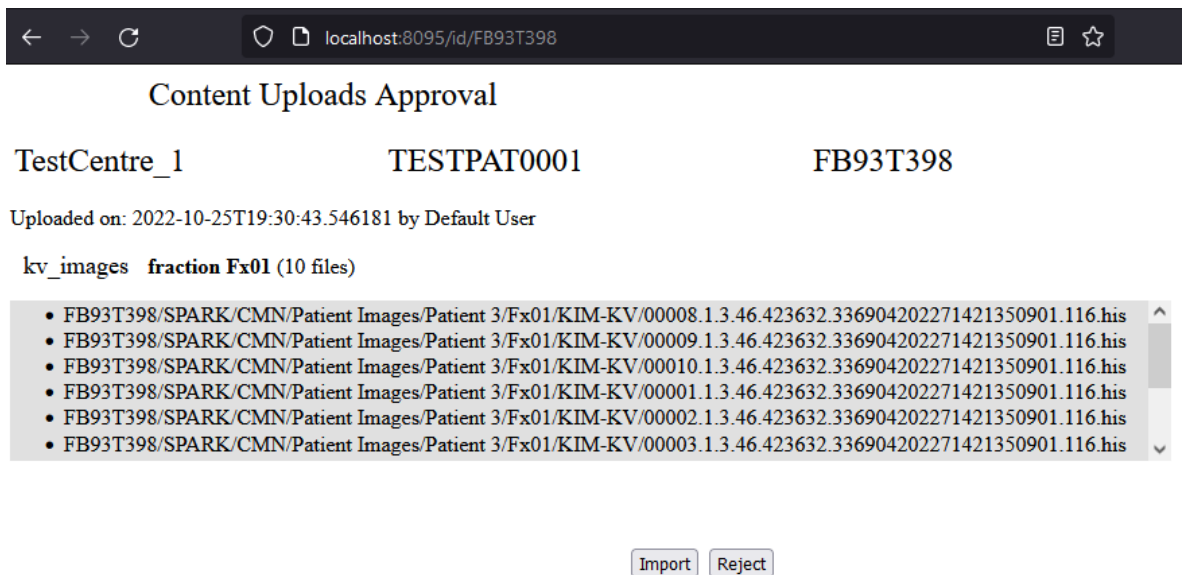 localhost:8095/id/FB93T398
Content Uploads Approval
TestCentre_1 TESTPAT0001 FB93T398
Uploaded on: 2022-10-25T19:30:43.546181 by Default User
kv_images fraction Fx01 (10 files)
• FB93T398/SPARK/CMN/Patient Images/Patient 3/Fx01/KIM-KV/00008.1.3.46.423632.336904202271421350901.116.his
• FB93T398/SPARK/CMN/Patient Images/Patient 3/Fx01/KIM-KV/00009.1.3.46.423632.336904202271421350901.116.his
• FB93T398/SPARK/CMN/Patient Images/Patient 3/Fx01/KIM-KV/00010.1.3.46.423632.336904202271421350901.116.his
• FB93T398/SPARK/CMN/Patient Images/Patient 3/Fx01/KIM-KV/00001.1.3.46.423632.336904202271421350901.116.his
• FB93T398/SPARK/CMN/Patient Images/Patient 3/Fx01/KIM-KV/00002.1.3.46.423632.336904202271421350901.116.his
• FB93T398/SPARK/CMN/Patient Images/Patient 3/Fx01/KIM-KV/00003.1.3.46.423632.336904202271421350901.116.his
Import Reject